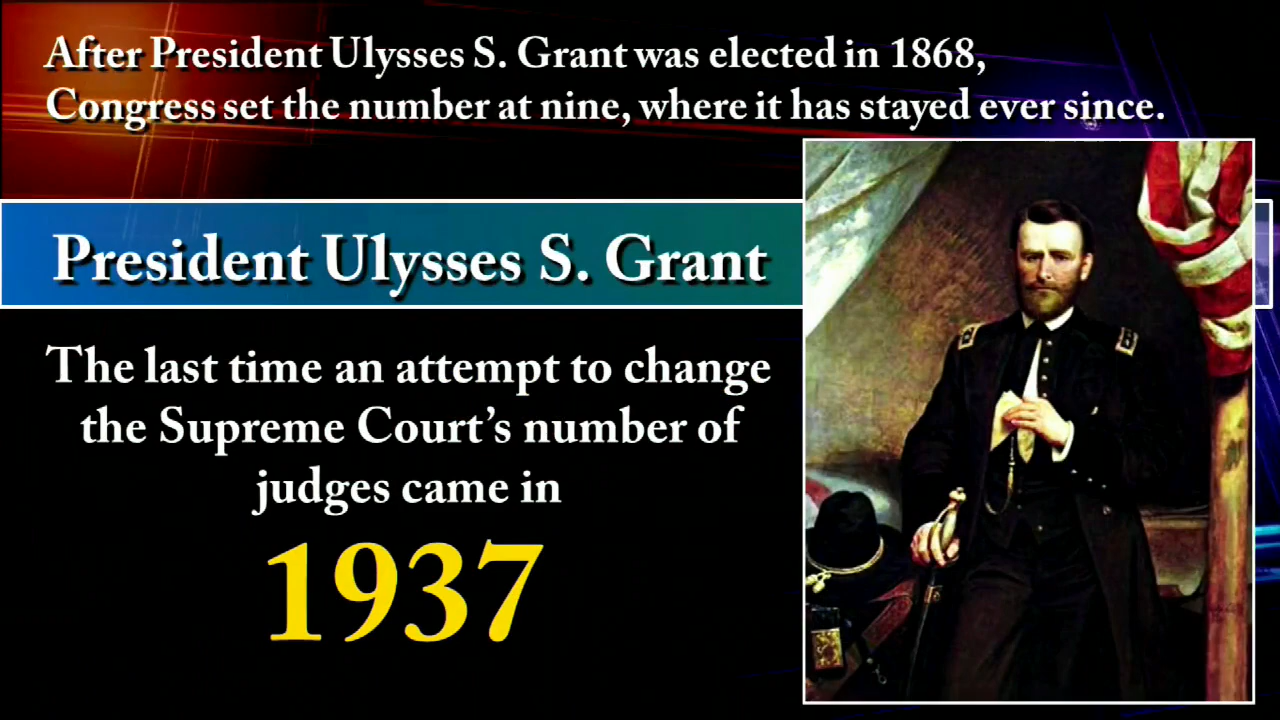 After President Ulysses S. Grant was elected in 1868,
Congress set the number at nine, where it has stayed ever since.
President Ulysses S. Grant
The last time an attempt to change
the Supreme Court’s number of
judges came in
1937